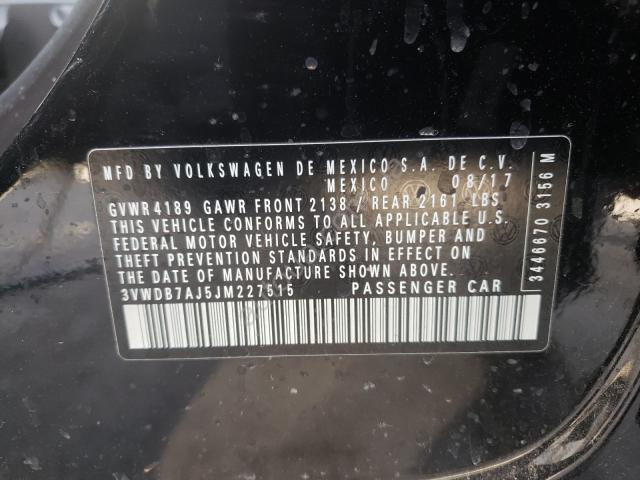 MFD BY VOLKSWAGEN DE MEXICO S.A. DE C.V.
MEXICO 08/17
GVWR 4189 GAWR FRONT 2138 / REAR 2161 LBS
THIS VEHICLE CONFORMS TO ALL APPLICABLE U.S.
FEDERAL MOTOR VEHICLE SAFETY, BUMPER AND
THEFT PREVENTION STANDARDS IN EFFECT ON
THE DATE OF MANUFACTURE SHOWN ABOVE.
3VWDB7AJ5JM227515 PASSENGER CAR
3446670 3156 M